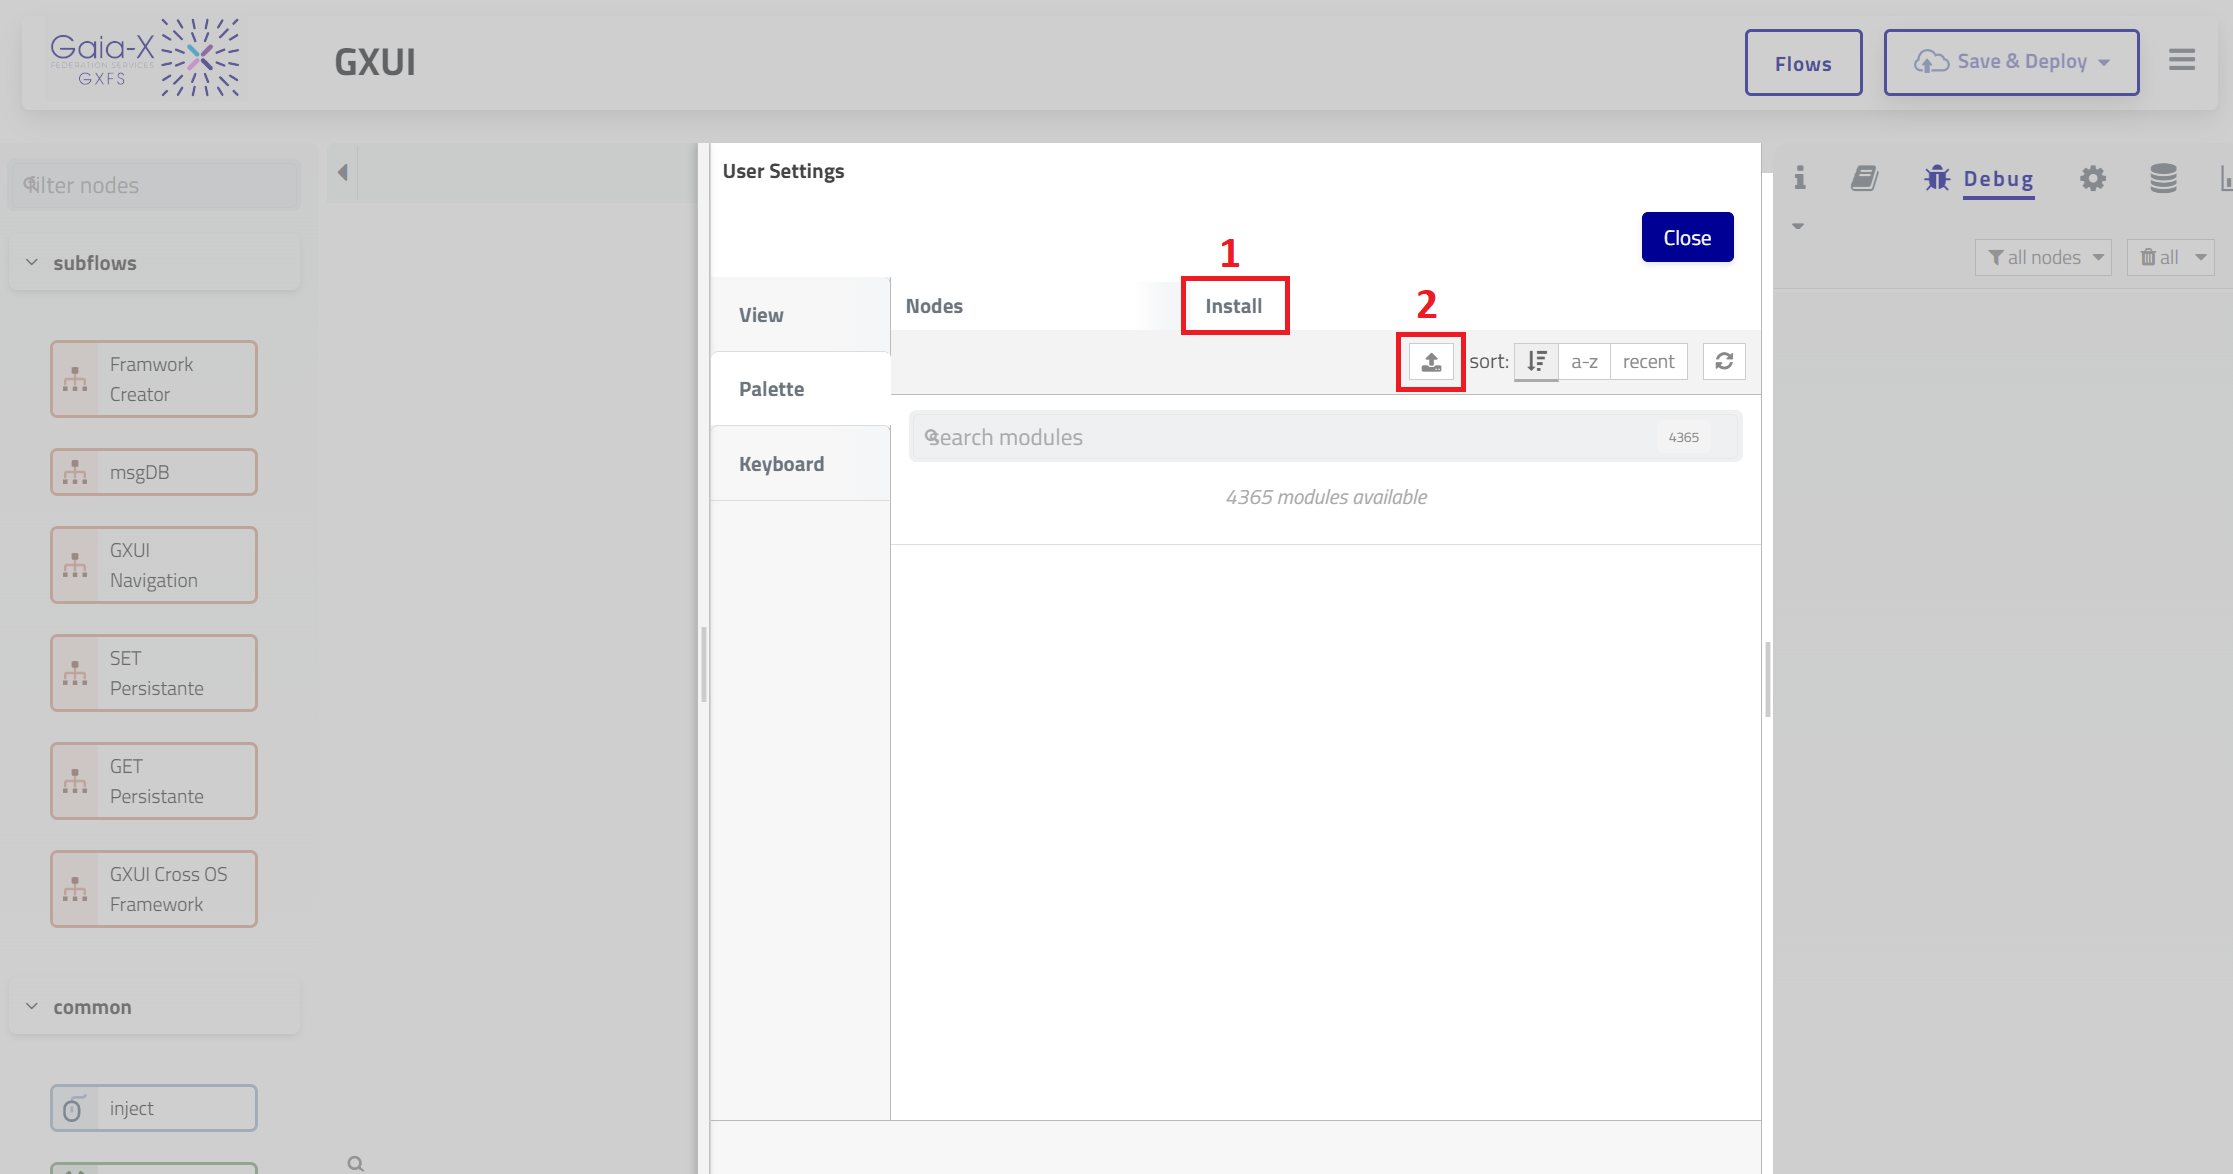 Gaia-X
FEDERATION SERVICES
GXFS
GXUI
Flows
Save & Deploy
filter nodes
subflows
Framwork
Creator
msgDB
GXUI
Navigation
SET
Persistante
GET
Persistante
GXUI Cross OS
Framework
common
inject
User Settings
Close
View
Palette
Keyboard
Nodes
1
Install
2
sort:
a-z
recent
search modules
4365
4365 modules available
Debug
all nodes
all